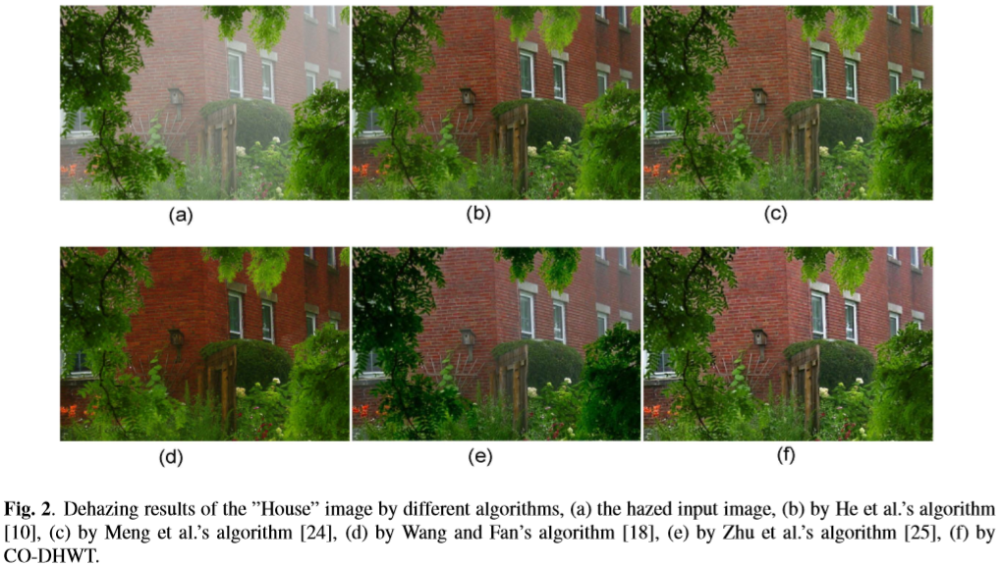 (a)
(b)
(c)
(d)
(e)
(f)
Fig. 2. Dehazing results of the ”House” image by different algorithms, (a) the hazed input image, (b) by He et al.’s algorithm
[10], (c) by Meng et al.’s algorithm [24], (d) by Wang and Fan’s algorithm [18], (e) by Zhu et al.’s algorithm [25], (f) by
CO-DHWT.